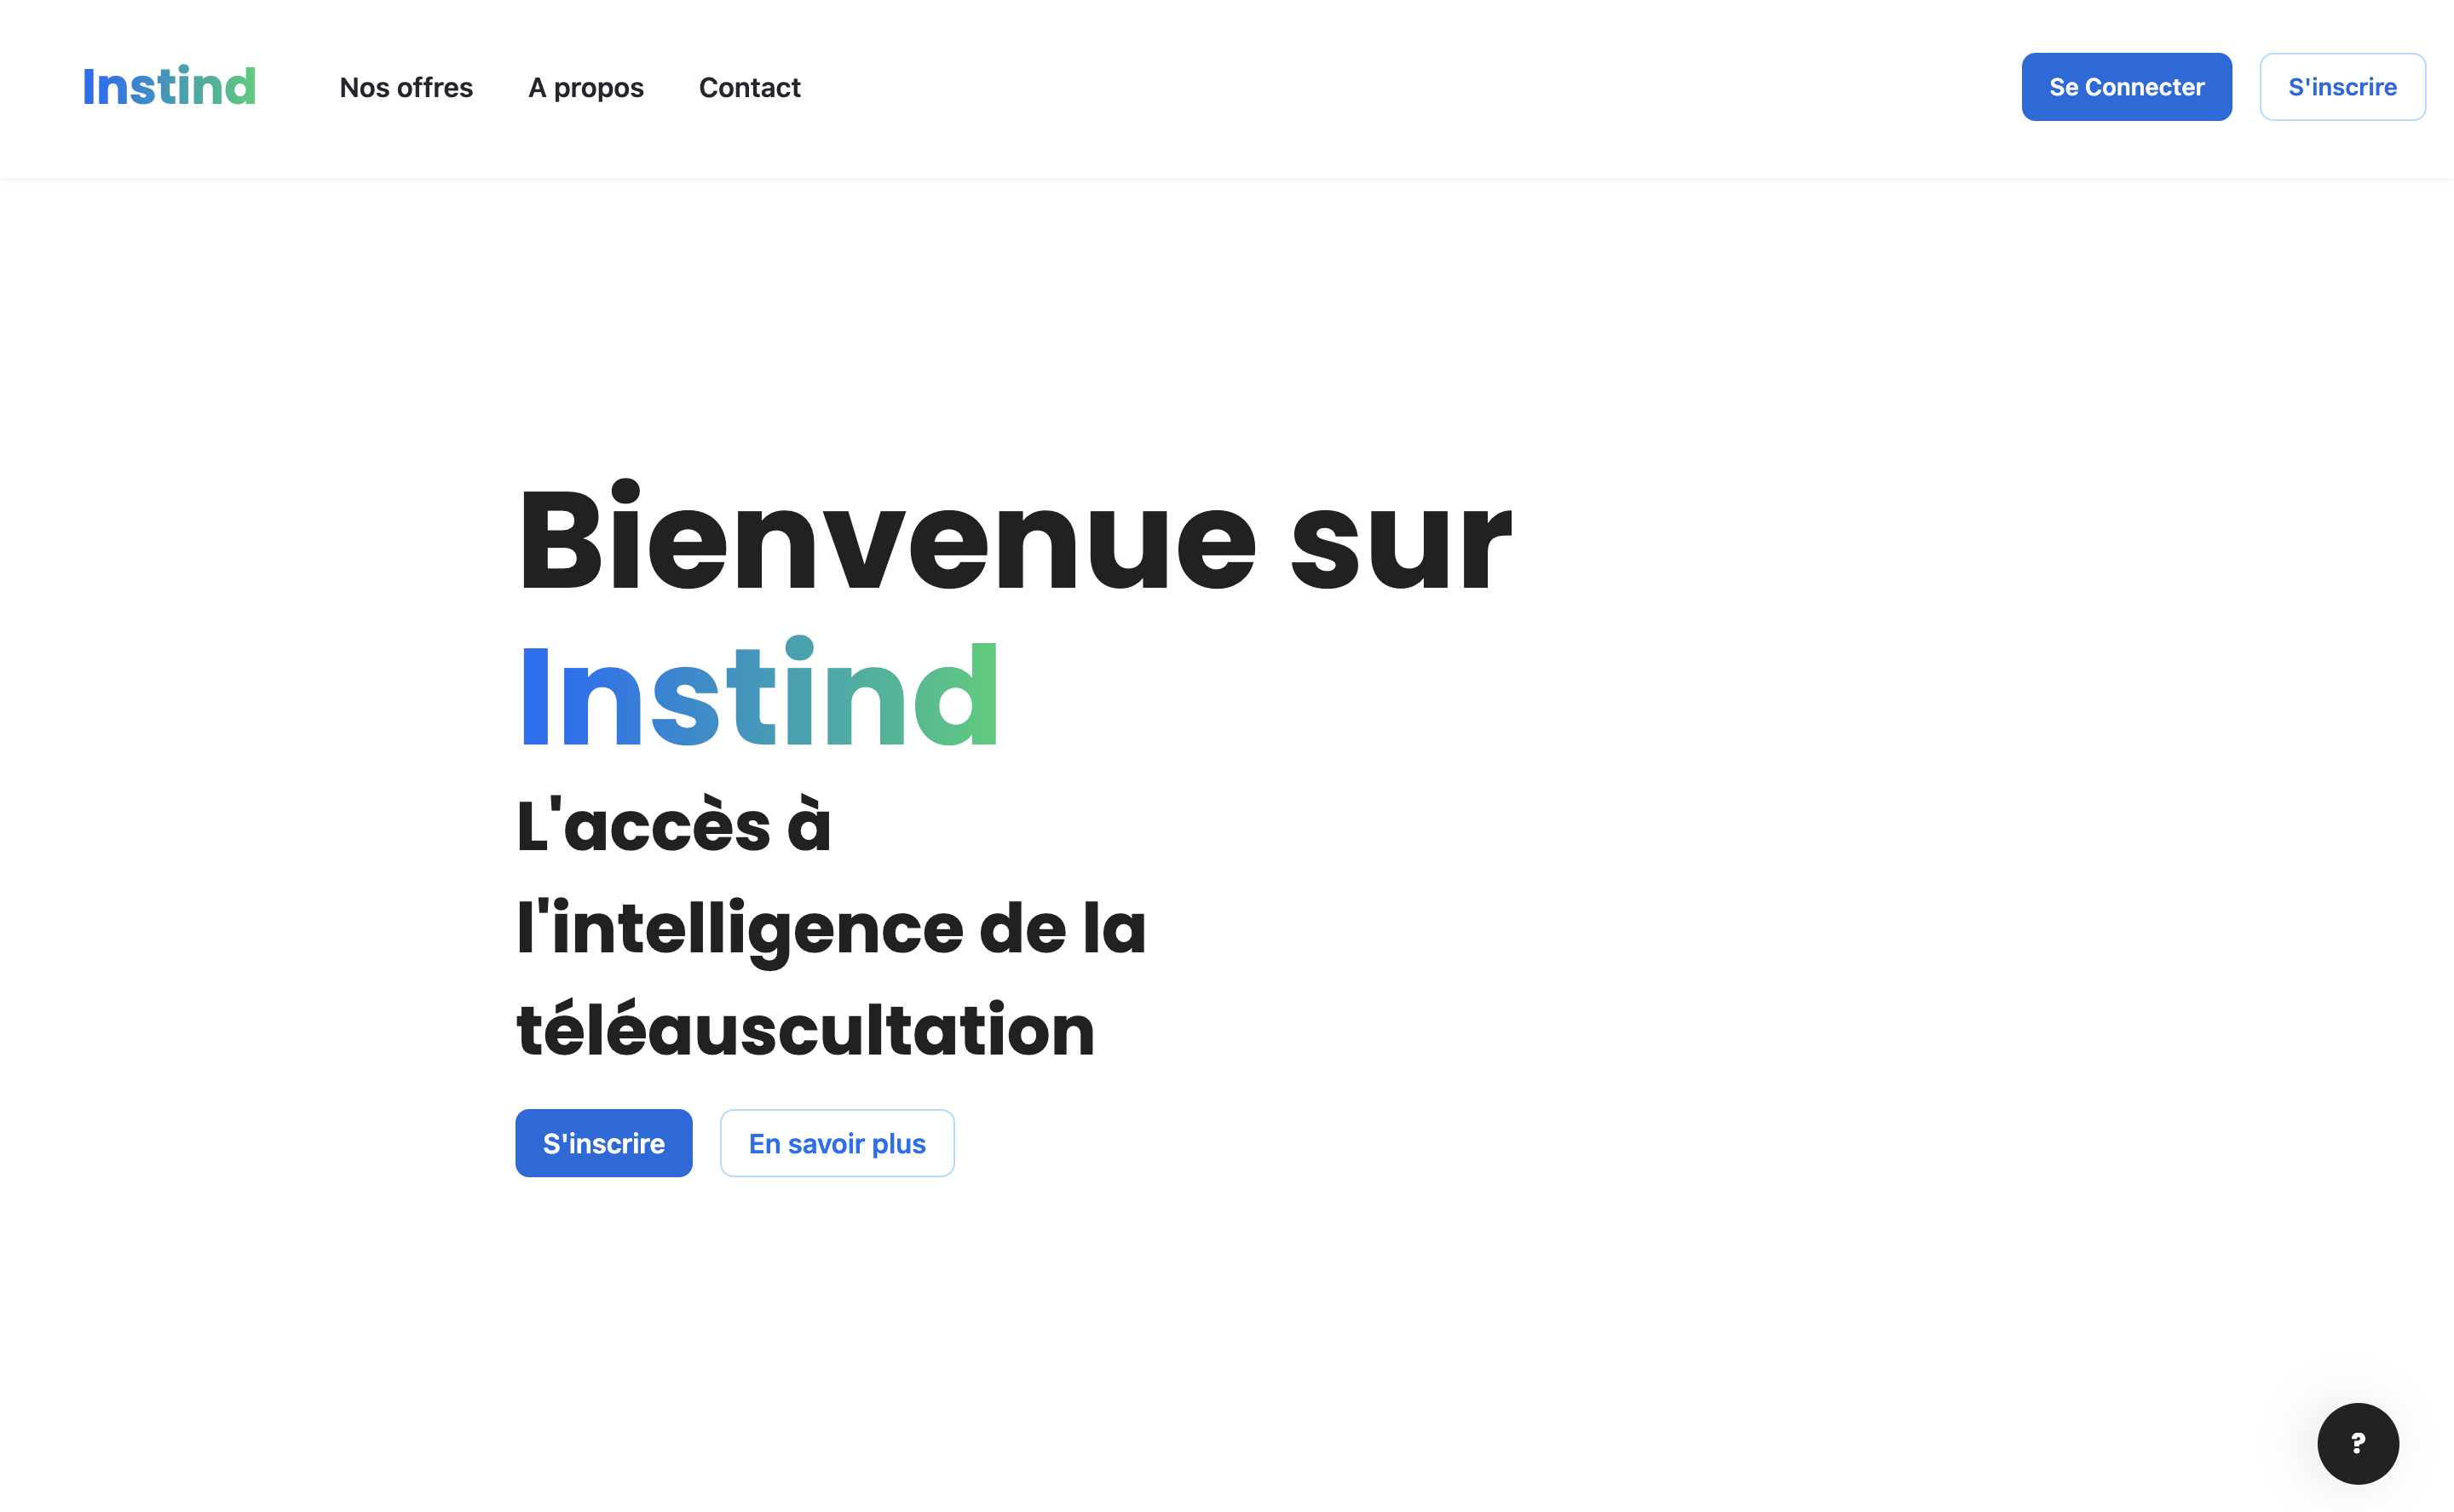 Instind
Nos offres
A propos
Contact
Se Connecter
S'inscrire
Bienvenue sur
Instind
L'accès à
l'intelligence de la
téléauscultation
S'inscrire
En savoir plus
?